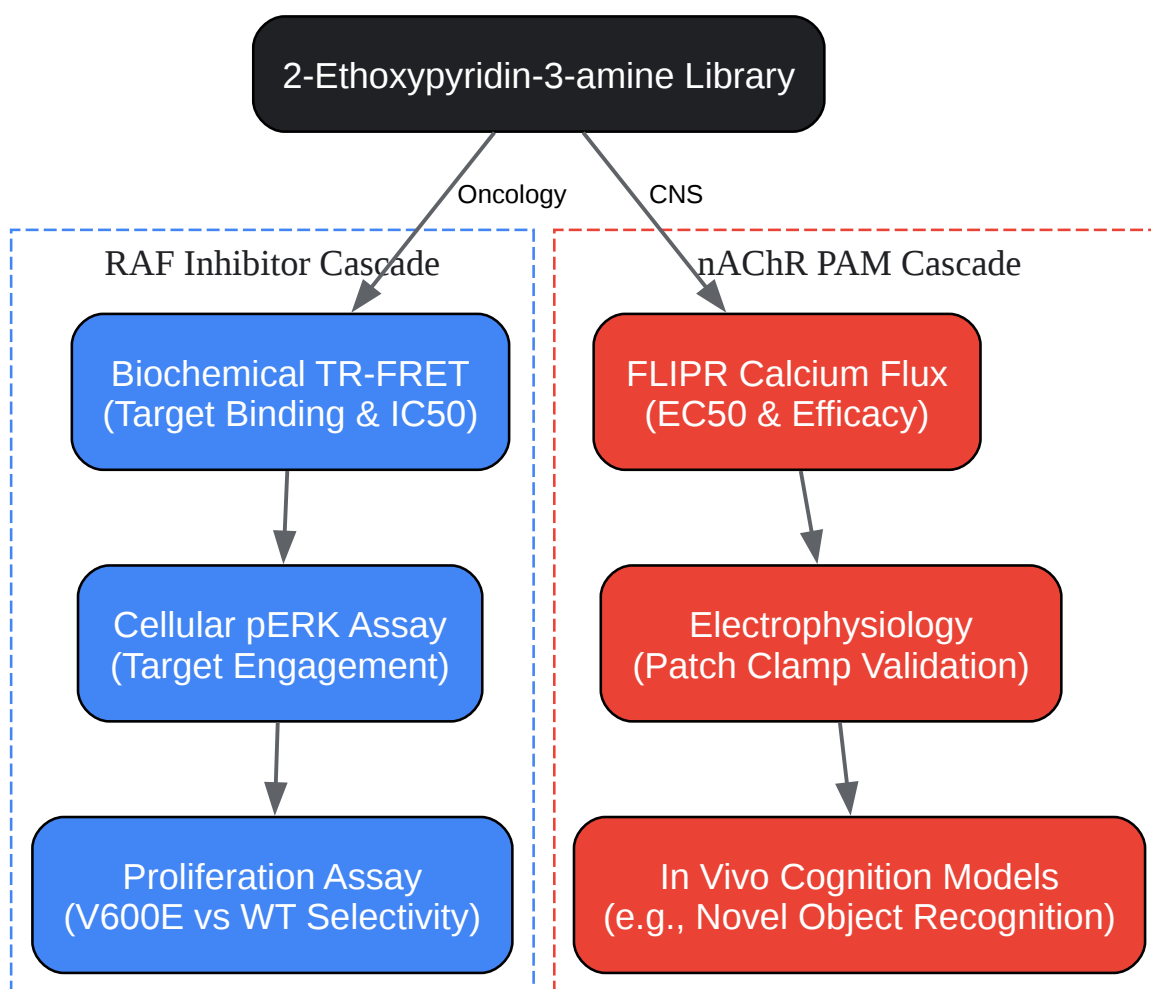 2-Ethoxypyridin-3-amine Library
Oncology
CNS
RAF Inhibitor Cascade
nAChR PAM Cascade
Biochemical TR-FRET
(Target Binding & IC50)
FLIPR Calcium Flux
(EC50 & Efficacy)
Cellular pERK Assay
(Target Engagement)
Electrophysiology
(Patch Clamp Validation)
Proliferation Assay
(V600E vs WT Selectivity)
In Vivo Cognition Models
(e.g., Novel Object Recognition)